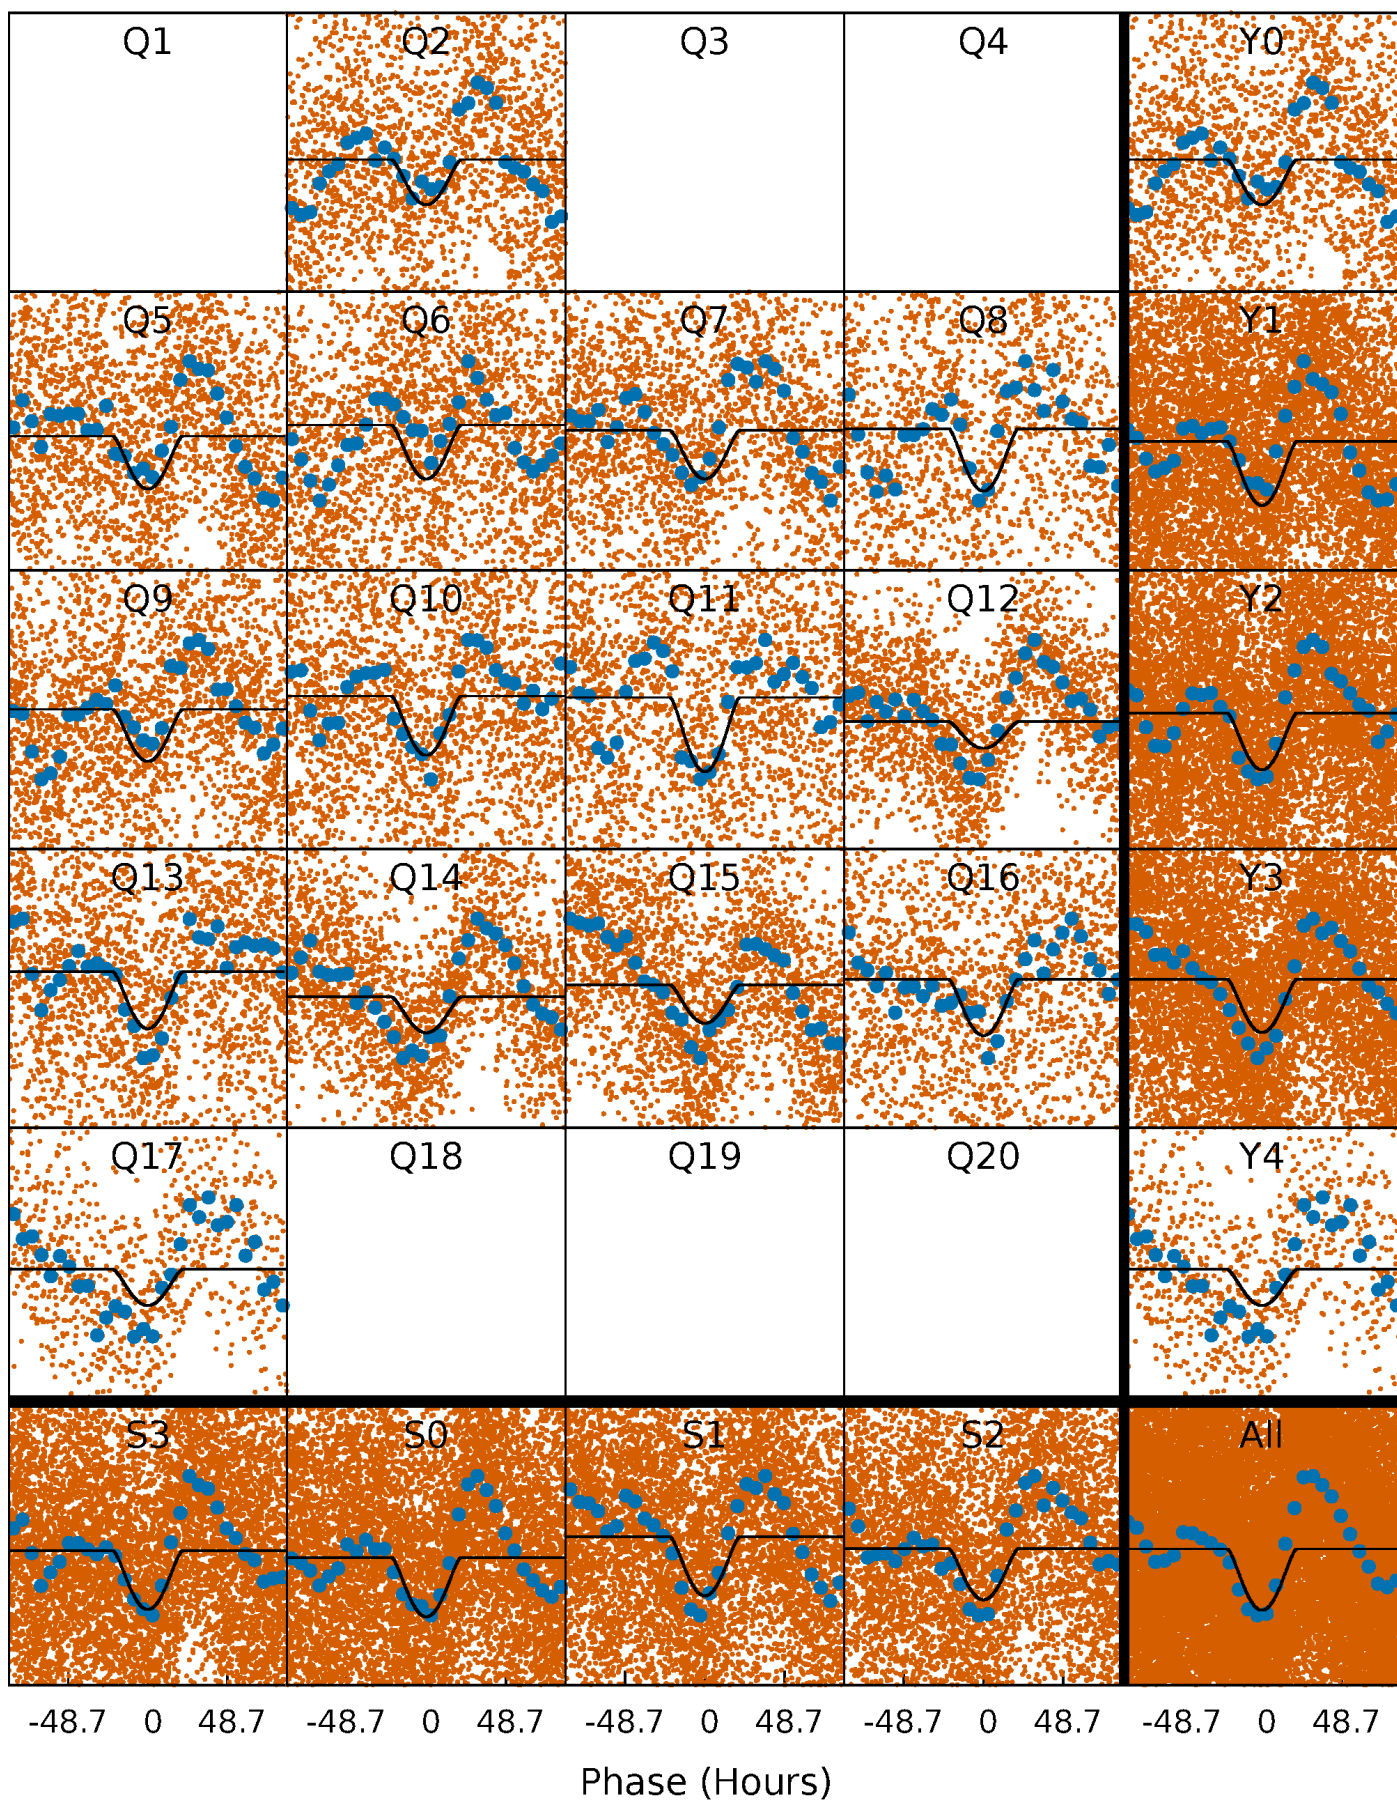 Q1 Q2 Q3 Q4 Y0
Q5 Q6 Q7 Q8 Y1
Q9 Q10 Q11 Q12 Y2
Q13 Q14 Q15 Q16 Y3
Q17 Q18 Q19 Q20 Y4
S3 S0 S1 S2 All
-48.7 0 48.7 -48.7 0 48.7 -48.7 0 48.7 -48.7 0 48.7 -48.7 0 48.7
Phase (Hours)